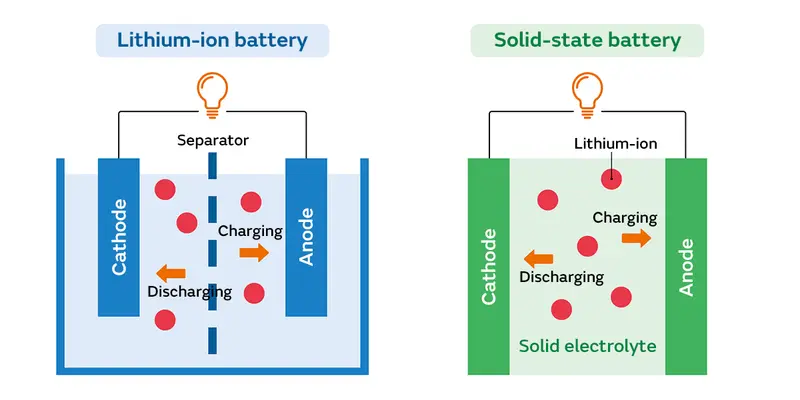 Lithium-ion battery
Separator
Cathode
Charging
Discharging
Anode
Solid-state battery
Lithium-ion
Cathode
Charging
Discharging
Anode
Solid electrolyte